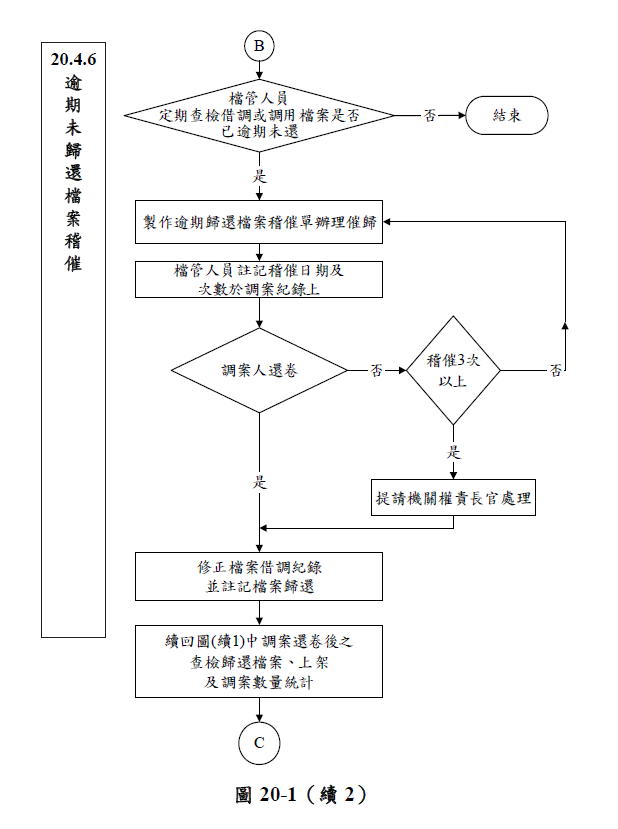 20.4.6
逾期未歸還檔案稽催
B
檔管人員
定期查檢借調或調用檔案是否
已逾期未還
否
結束
是
製作逾期歸還檔案稽催單辦理催歸
檔管人員註記稽催日期及
次數於調案紀錄上
調案人還卷
否
稽催3次
以上
否
是
是
提請機關權責長官處理
修正檔案借調紀錄
並註記檔案歸還
續回圖(續1)中調案還卷後之
查檢歸還檔案、上架
及調案數量統計
C
圖 20-1（續 2）